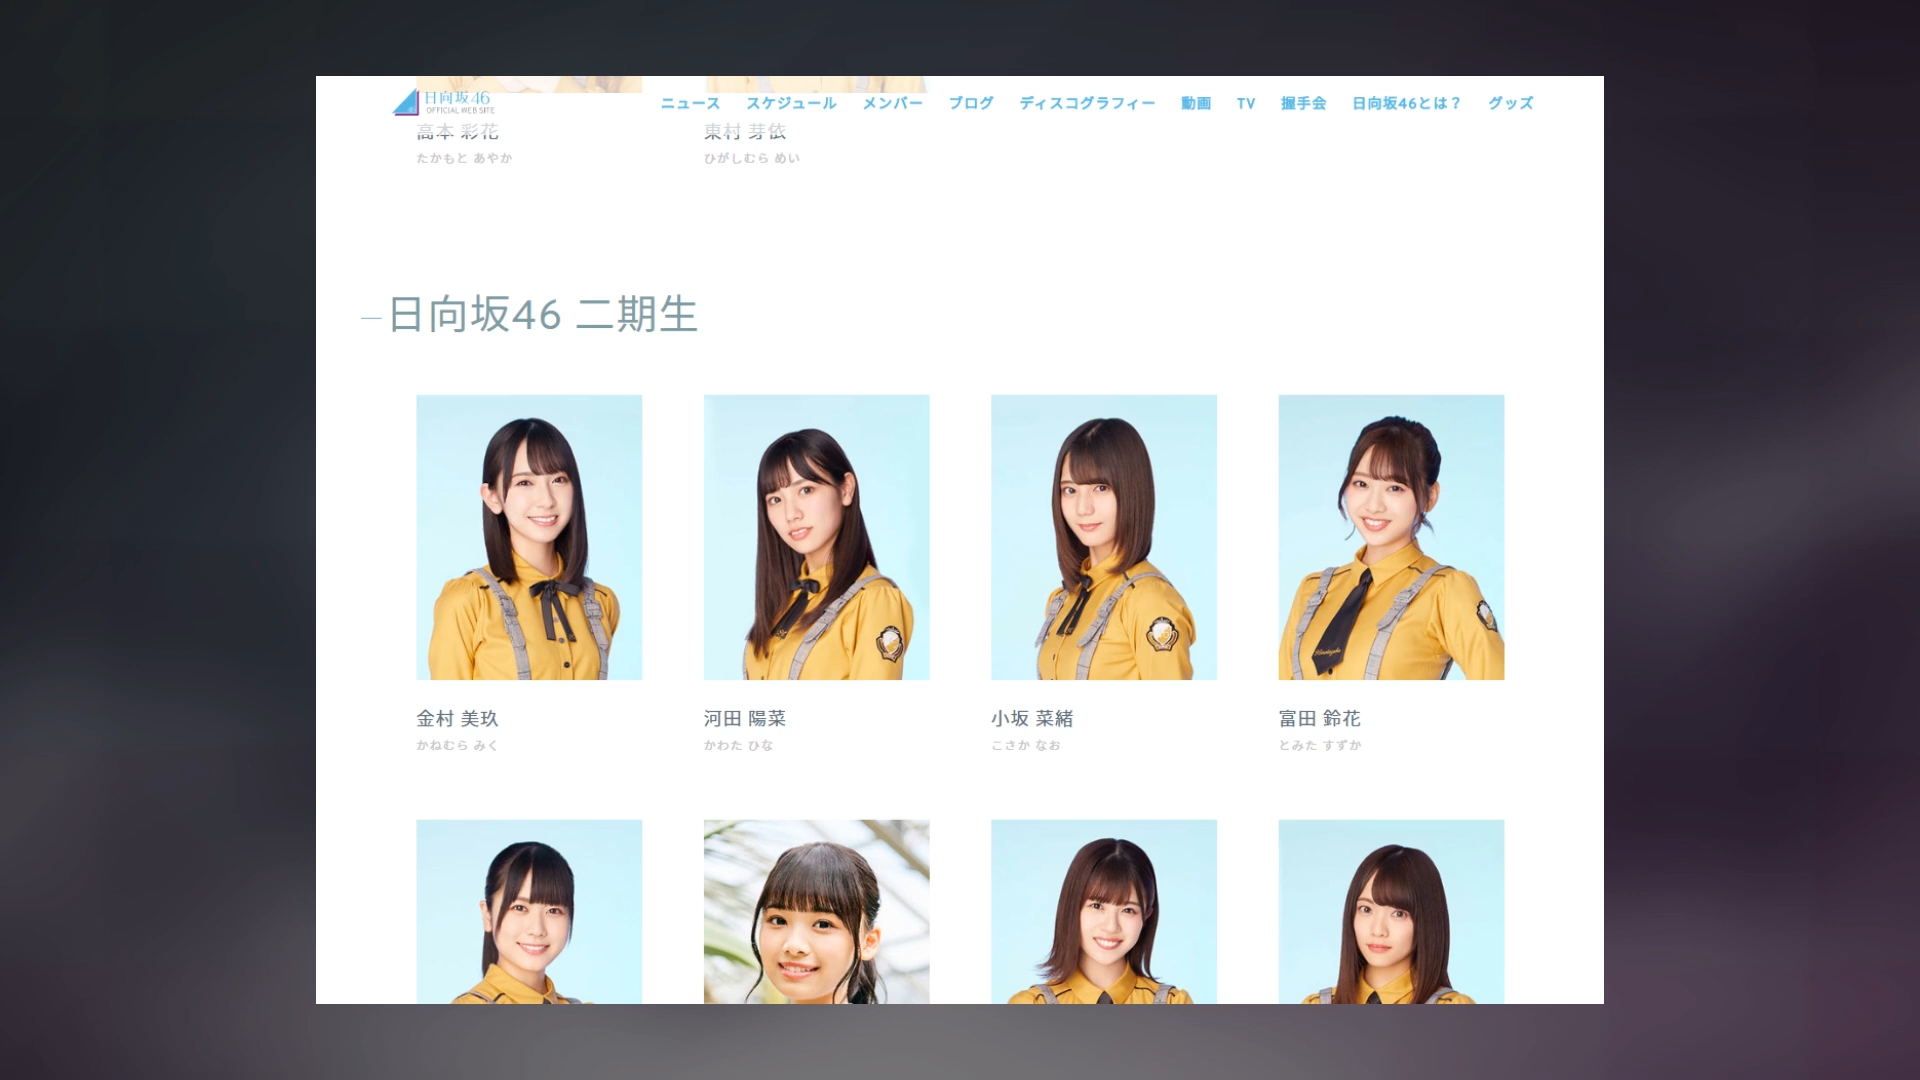 日向坂46
OFFICIAL WEB SITE
ニュース スケジュール メンバー ブログ ディスコグラフィー 動画 TV 握手会 日向坂46とは？ グッズ
高本 彩花 東村 芽依
たかもと あやか ひがしむら めい
日向坂46 二期生
金村 美玖 河田 陽菜 小坂 菜緒 富田 鈴花
かねむら みく かわた ひな こさか なお とみた すずか